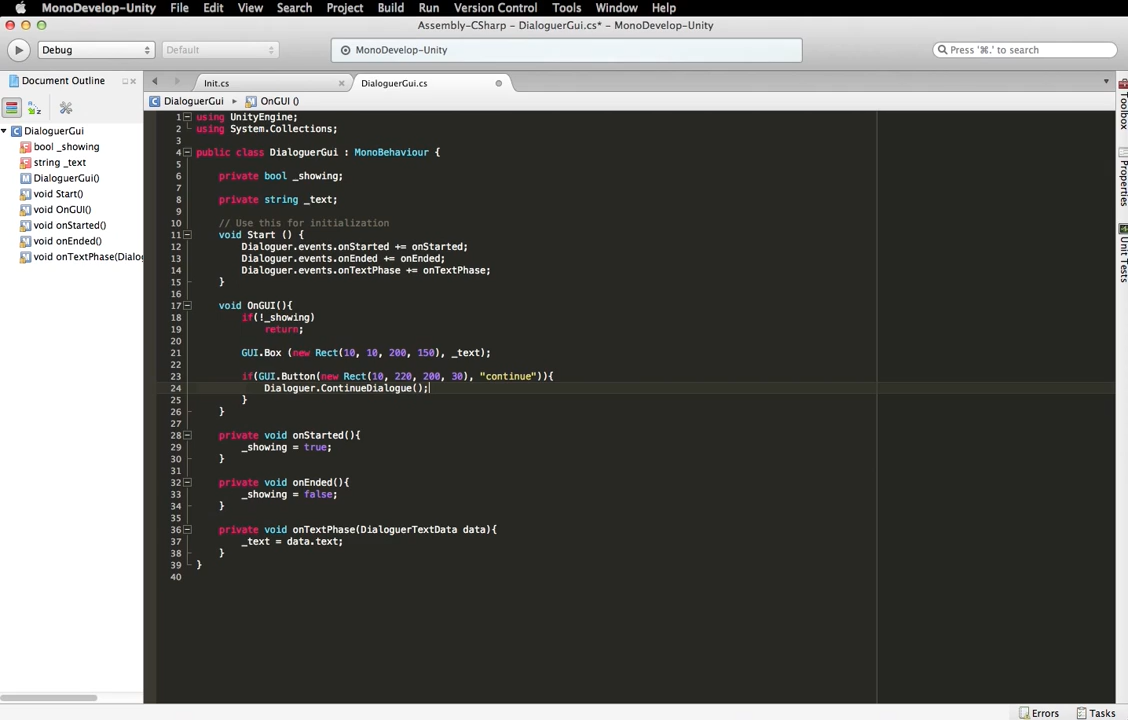 MonoDevelop-Unity File Edit View Search Project Build Run Version Control Tools Window Help
Assembly-CSharp - DialoguerGui.cs* - MonoDevelop-Unity
Debug Default MonoDevelop-Unity Press '⌘.' to search
Document Outline Init.cs DialoguerGui.cs
DialoguerGui OnGUI ()
DialoguerGui
bool _showing
string _text
DialoguerGui()
void Start()
void OnGUI()
void onStarted()
void onEnded()
void onTextPhase(Dialog
1 using UnityEngine;
2 using System.Collections;
3
4 public class DialoguerGui : MonoBehaviour {
5
6 private bool _showing;
7
8 private string _text;
9
10 // Use this for initialization
11 void Start () {
12 Dialoguer.events.onStarted += onStarted;
13 Dialoguer.events.onEnded += onEnded;
14 Dialoguer.events.onTextPhase += onTextPhase;
15 }
16
17 void OnGUI(){
18 if(!_showing)
19 return;
20
21 GUI.Box (new Rect(10, 10, 200, 150), _text);
22
23 if(GUI.Button(new Rect(10, 220, 200, 30), "continue")){
24 Dialoguer.ContinueDialogue();
25 }
26 }
27
28 private void onStarted(){
29 _showing = true;
30 }
31
32 private void onEnded(){
33 _showing = false;
34 }
35
36 private void onTextPhase(DialoguerTextData data){
37 _text = data.text;
38 }
39 }
40
Toolbox
Properties
Unit Tests
Errors Tasks